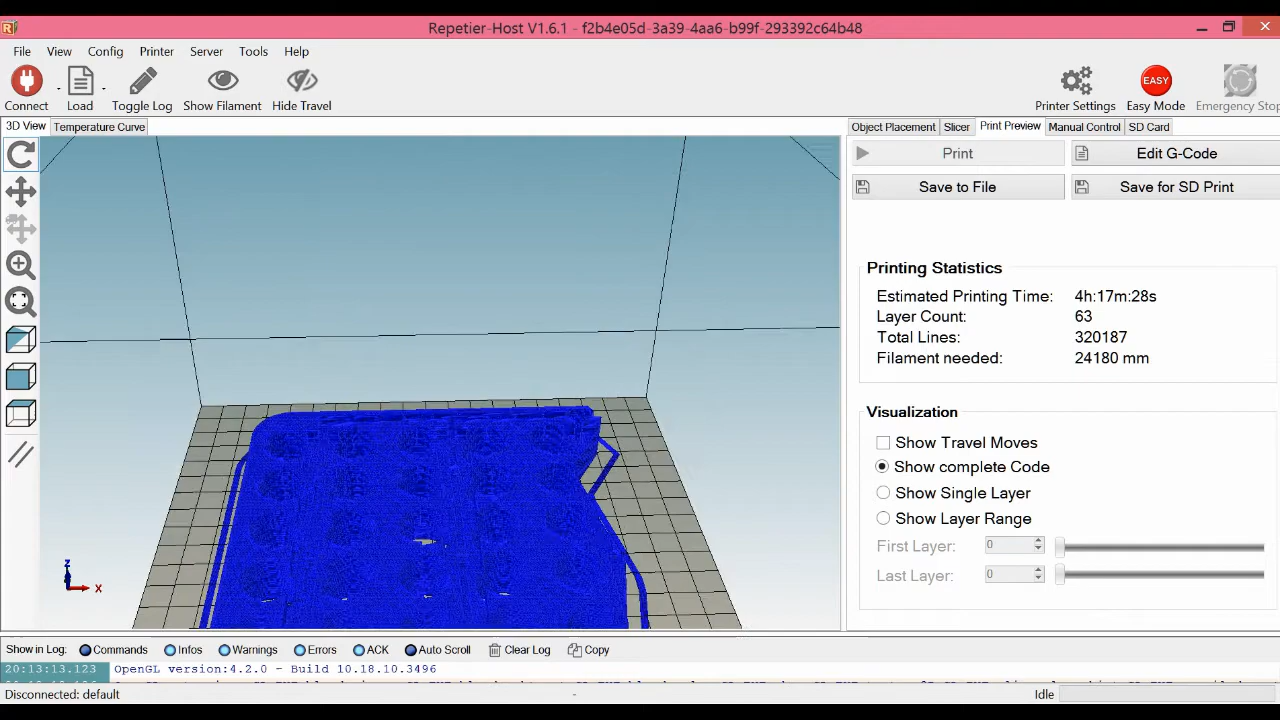 Repetier-Host V1.6.1 - f2b4e05d-3a39-4aa6-b99f-293392c64b48
File View Config Printer Server Tools Help
Connect Load Toggle Log Show Filament Hide Travel Printer Settings EASY Easy Mode Emergency Stop
3D View Temperature Curve Object Placement Slicer Print Preview Manual Control SD Card
Print Edit G-Code
Save to File Save for SD Print
Printing Statistics
Estimated Printing Time: 4h:17m:28s
Layer Count: 63
Total Lines: 320187
Filament needed: 24180 mm
Visualization
Show Travel Moves
Show complete Code
Show Single Layer
Show Layer Range
First Layer: 0
Last Layer: 0
z
x
Show in Log: Commands Infos Warnings Errors ACK Auto Scroll Clear Log Copy
20:13:13.123 OpenGL version:4.2.0 - Build 10.18.10.3496
Disconnected: default - Idle